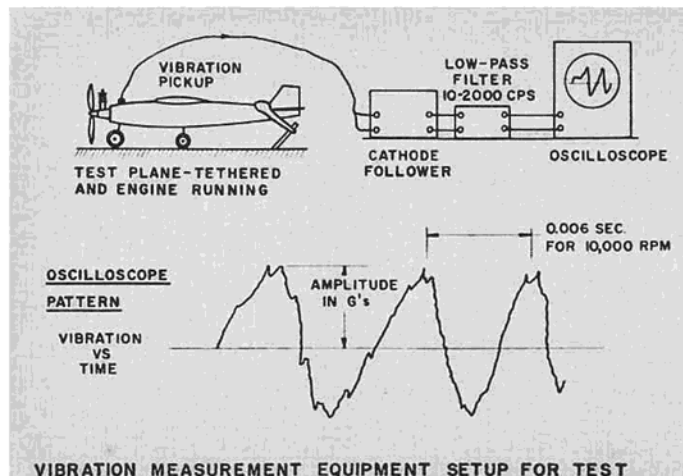 VIBRATION
PICKUP
LOW-PASS
FILTER
10-2000 CPS
TEST PLANE-TETHERED
AND ENGINE RUNNING
CATHODE
FOLLOWER
OSCILLOSCOPE
0.006 SEC.
FOR 10,000 RPM
OSCILLOSCOPE
PATTERN
AMPLITUDE
IN G's
VIBRATION
VS
TIME
VIBRATION MEASUREMENT EQUIPMENT SETUP FOR TEST